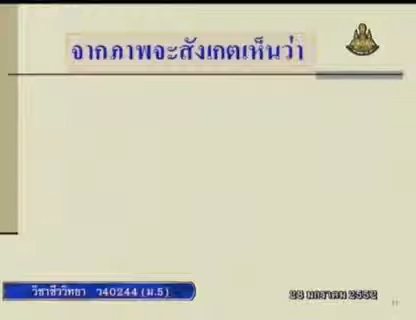 จากภาพจะสังเกตเห็นว่า
วิชาชีววิทยา ว40244 (ม.5)
28 มกราคม 2552